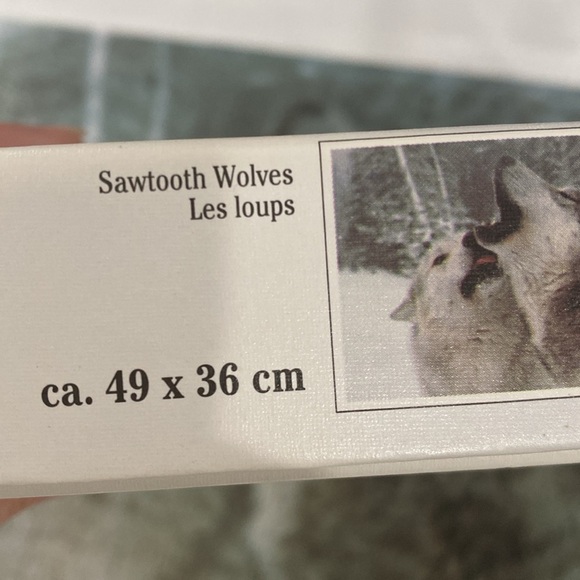 Sawtooth Wolves
Les loups
ca. 49 x 36 cm